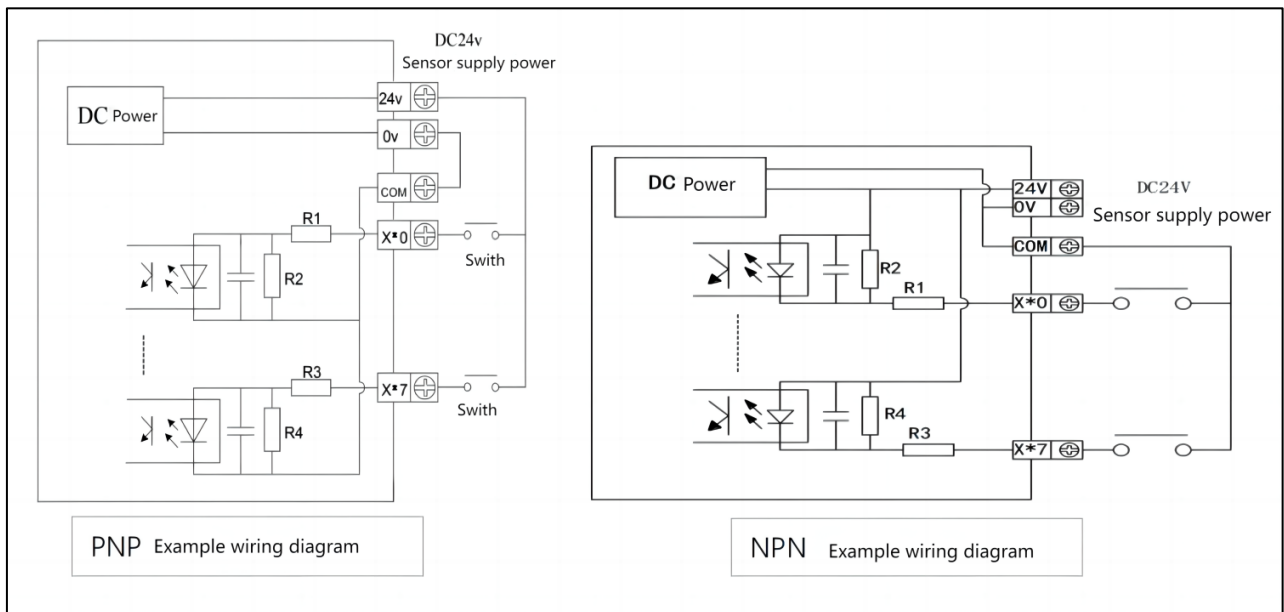 DC24v
Sensor supply power
DC Power
24v
0v
COM
R1
X*0
Swith
R2
R3
X*7
Swith
R4
PNP Example wiring diagram
DC Power
24V
0V
DC24V
Sensor supply power
COM
R2
R1
X*0
R4
R3
X*7
NPN Example wiring diagram